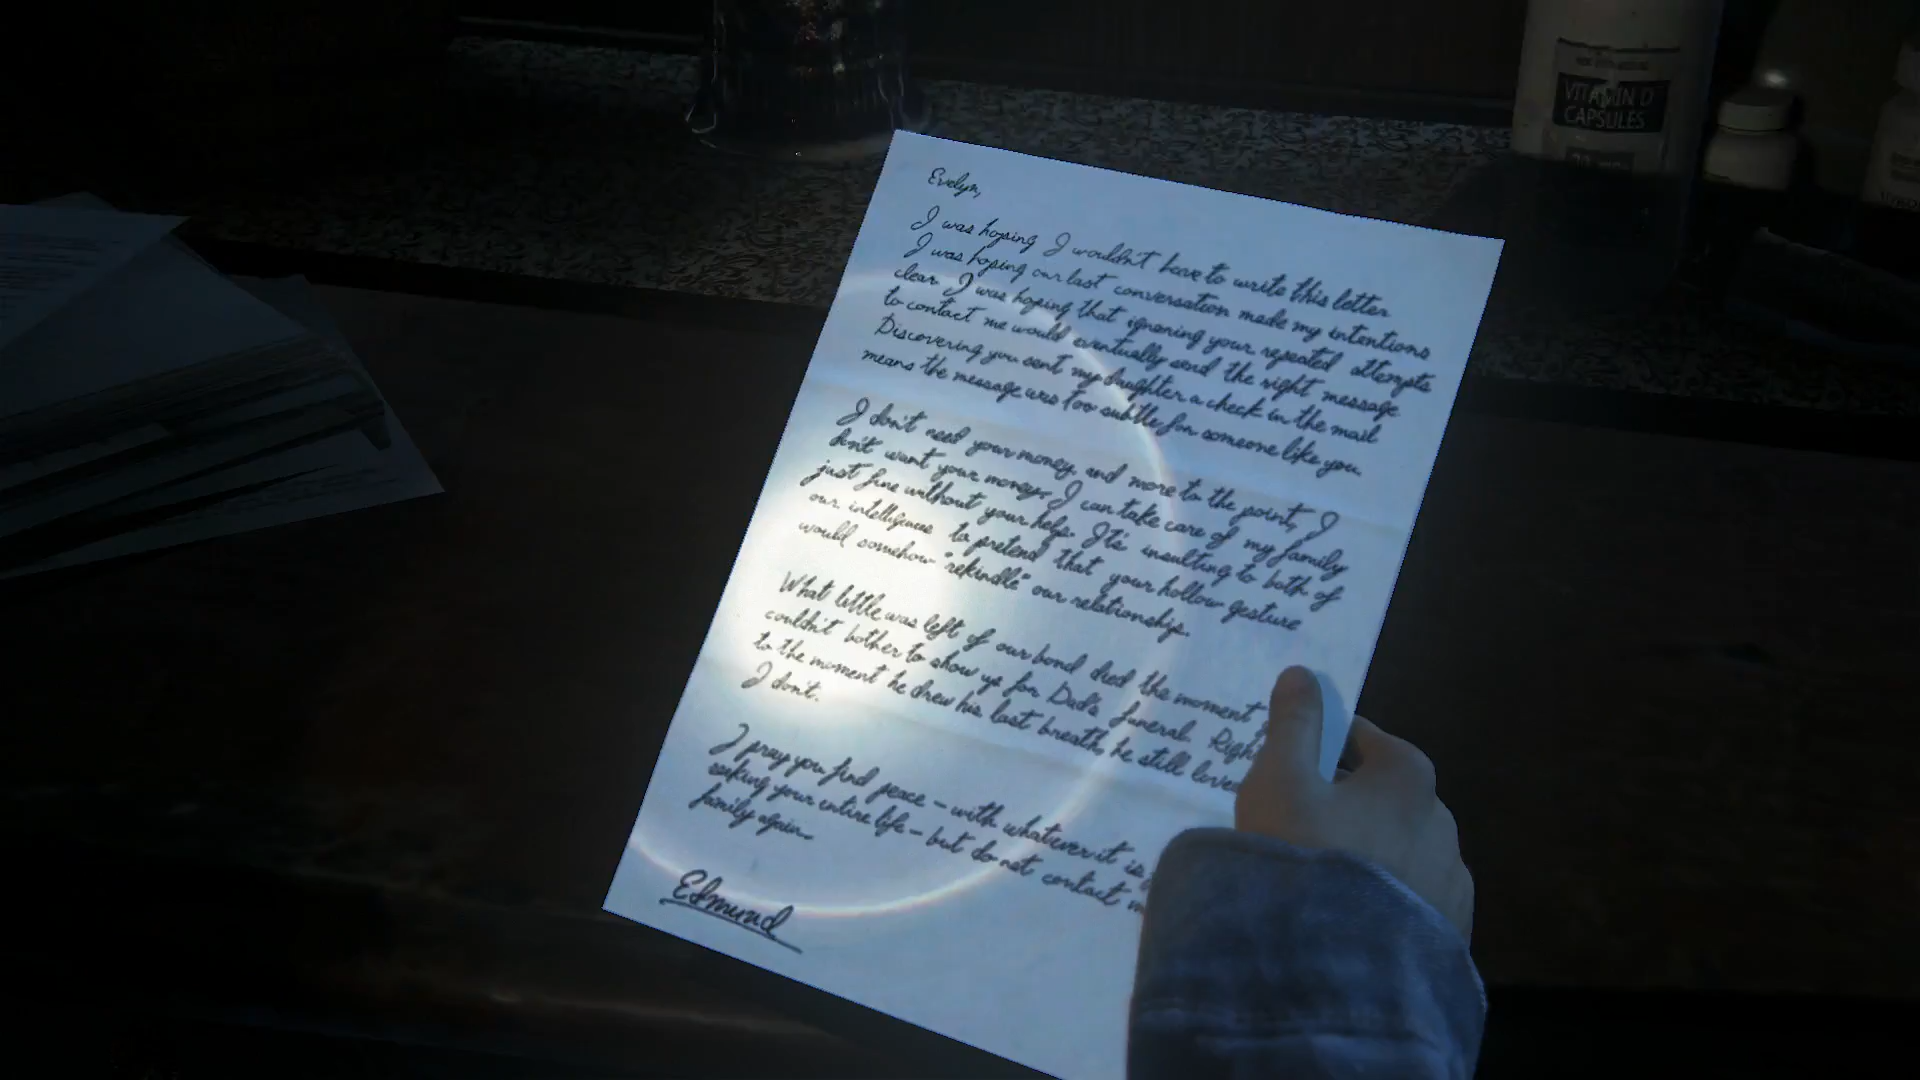 Evelyn,
I was hoping I wouldn't have to write this letter
I was hoping our last conversation made my intentions
clear. I was hoping that ignoring your repeated attempts
to contact me would eventually send the right message
Discovering you sent my daughter a check in the mail
means the message was too subtle for someone like you.
I don't need your money and more to the point, I
don't want your money. I can take care of my family
just fine without your help. It's insulting to both of
our intelligence to pretend that your hollow gesture
would somehow "rekindle" our relationship.
What little was left of our bond died the moment
couldn't bother to show up for Dad's funeral. Righ
to the moment he drew his last breath, he still love
I don't.
I pray you find peace - with whatever it is
seeking your entire life - but do not contact m
family again.
Edmund
VITAMIN D
CAPSULES